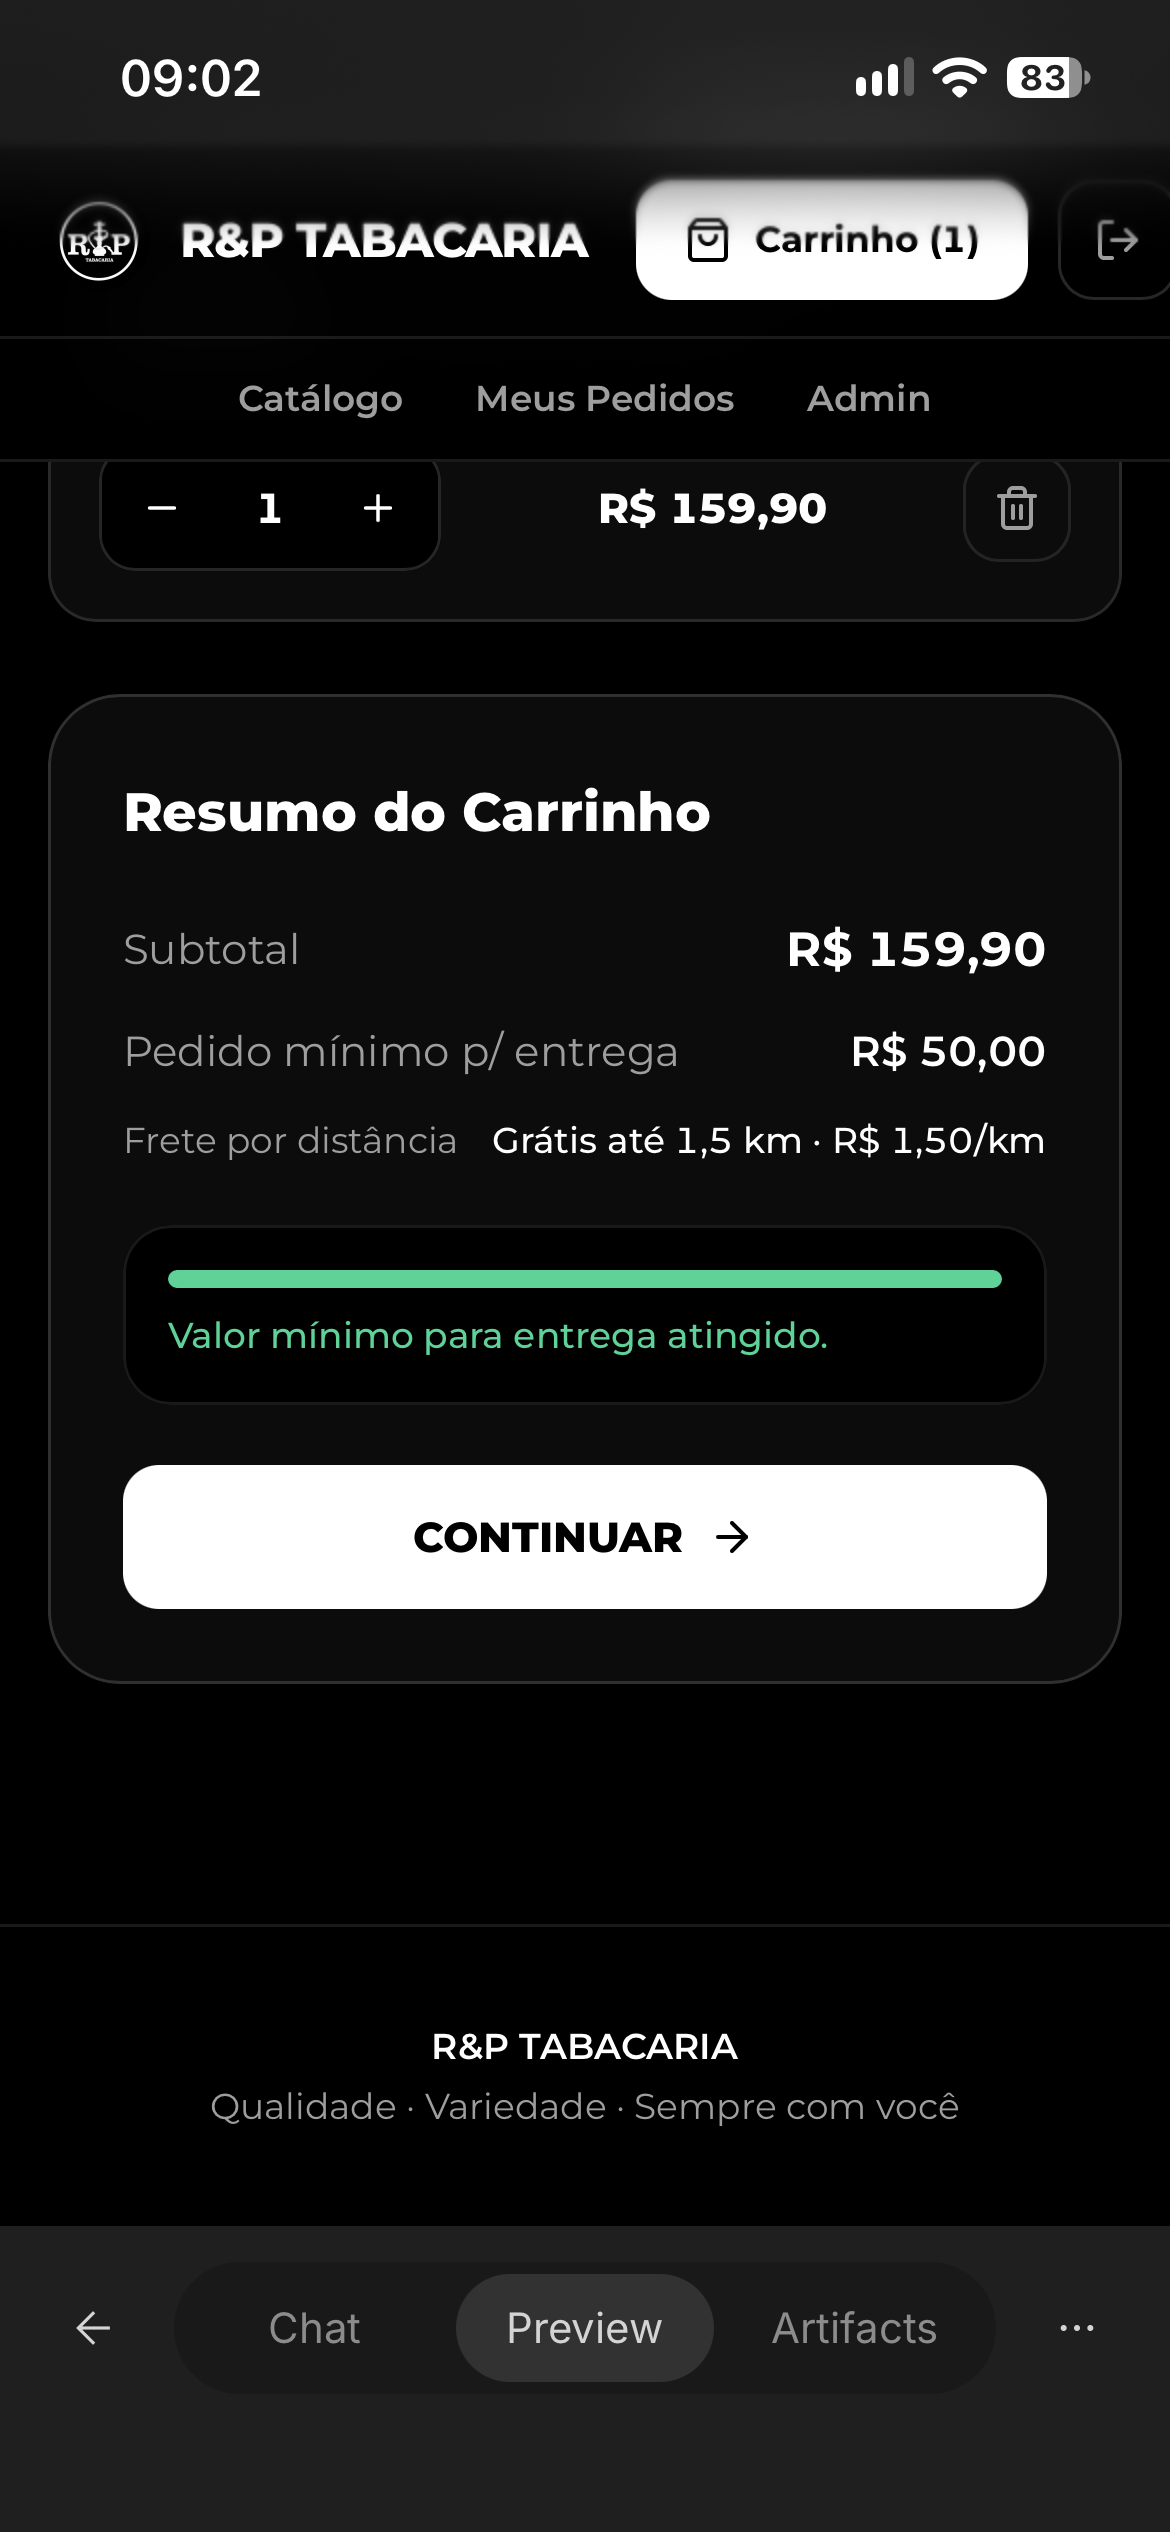 09:02
83
R&P
TABACARIA
R&P TABACARIA
Carrinho (1)
Catálogo
Meus Pedidos
Admin
1
R$ 159,90
Resumo do Carrinho
Subtotal
R$ 159,90
Pedido mínimo p/ entrega
R$ 50,00
Frete por distância
Grátis até 1,5 km · R$ 1,50/km
Valor mínimo para entrega atingido.
CONTINUAR
R&P TABACARIA
Qualidade · Variedade · Sempre com você
Chat
Preview
Artifacts